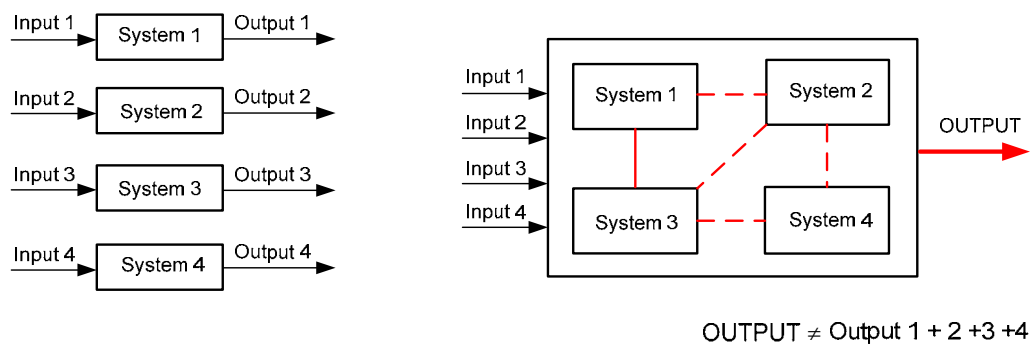 Input 1
System 1
Output 1
Input 2
System 2
Output 2
Input 3
System 3
Output 3
Input 4
System 4
Output 4
Input 1
Input 2
Input 3
Input 4
System 1
System 2
System 3
System 4
OUTPUT
OUTPUT ≠ Output 1 + 2 +3 +4